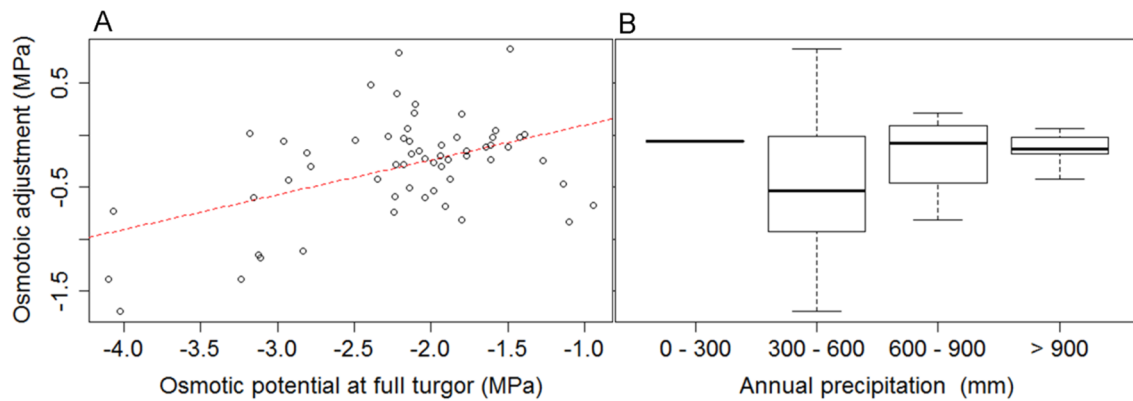 A
B
Osmotoic adjustment (MPa)
0.5
-0.5
-1.5
-4.0 -3.5 -3.0 -2.5 -2.0 -1.5 -1.0
0 - 300 300 - 600 600 - 900 > 900
Osmotic potential at full turgor (MPa)
Annual precipitation (mm)